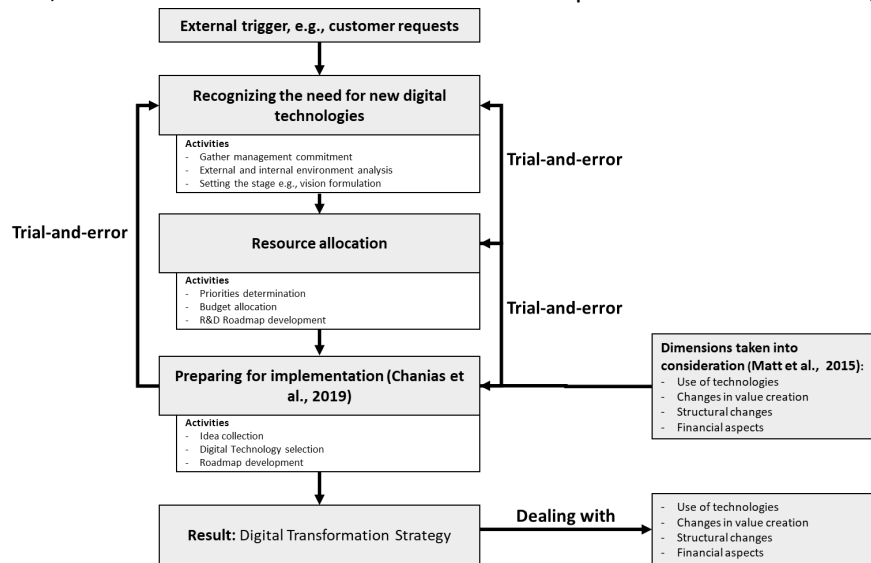 External trigger, e.g., customer requests
Recognizing the need for new digital
technologies
Activities
- Gather management commitment
- External and internal environment analysis
- Setting the stage e.g., vision formulation
Trial-and-error
Trial-and-error
Resource allocation
Activities
- Priorities determination
- Budget allocation
- R&D Roadmap development
Trial-and-error
Preparing for implementation (Chanias et
al., 2019)
Activities
- Idea collection
- Digital Technology selection
- Roadmap development
Dimensions taken into
consideration (Matt et al., 2015):
- Use of technologies
- Changes in value creation
- Structural changes
- Financial aspects
Result: Digital Transformation Strategy
Dealing with
- Use of technologies
- Changes in value creation
- Structural changes
- Financial aspects